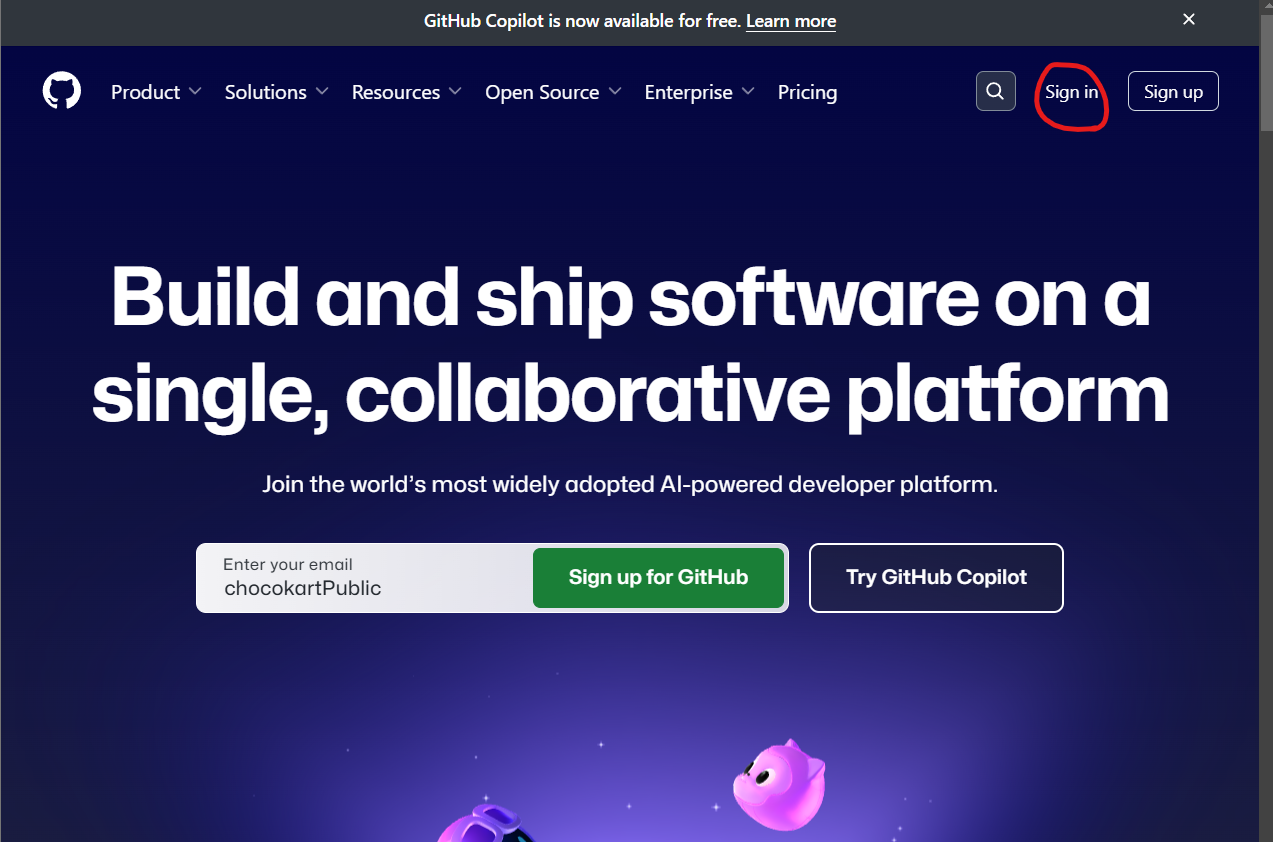 GitHub Copilot is now available for free. Learn more
Product Solutions Resources Open Source Enterprise Pricing Sign in Sign up
Build and ship software on a
single, collaborative platform
Join the world’s most widely adopted AI-powered developer platform.
Enter your email
chocokartPublic
Sign up for GitHub
Try GitHub Copilot